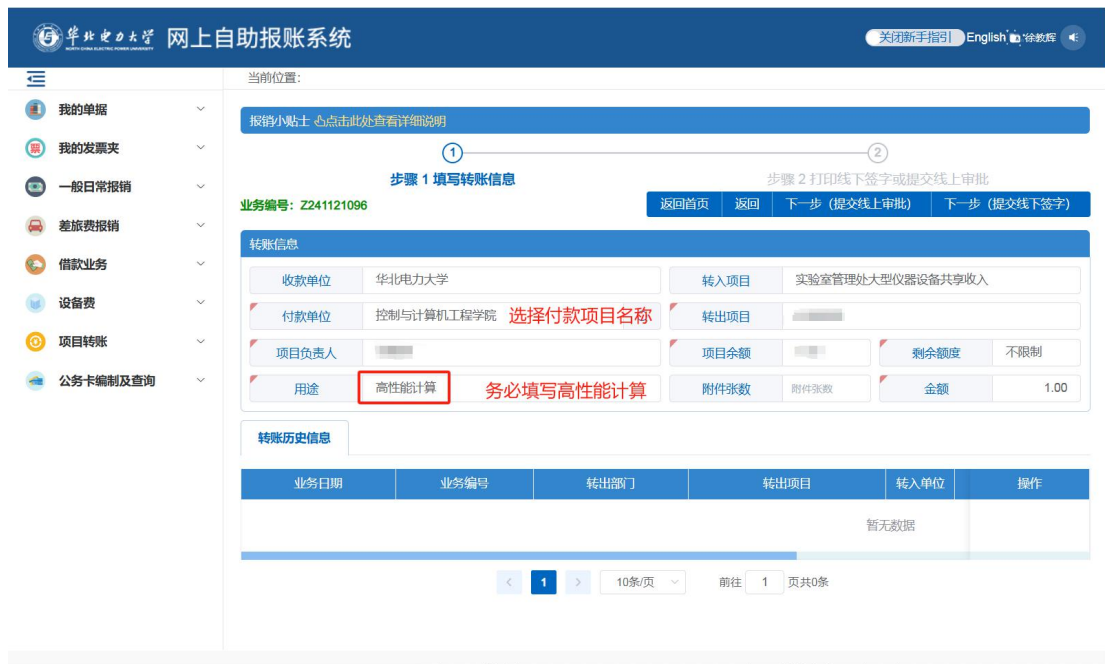 华北电力大学 网上自助报账系统 关闭新手指引 English 徐教辉
NORTH CHINA ELECTRIC POWER UNIVERSITY
当前位置:
我的单据
我的发票夹
一般日常报销
差旅费报销
借款业务
设备费
项目转账
公务卡编制及查询
报销小贴士 点击此处查看详细说明
1 2
步骤 1 填写转账信息 步骤 2 打印线下签字或提交线上审批
业务编号: Z241121096 返回首页 返回 下一步 (提交线上审批) 下一步 (提交线下签字)
转账信息
收款单位 华北电力大学 转入项目 实验室管理处大型仪器设备共享收入
付款单位 控制与计算机工程学院 选择付款项目名称 转出项目
项目负责人 项目余额 剩余额度 不限制
用途 高性能计算 务必填写高性能计算 附件张数 附件张数 金额 1.00
转账历史信息
业务日期 业务编号 转出部门 转出项目 转入单位 操作
暂无数据
< 1 > 10条/页 前往 1 页共0条